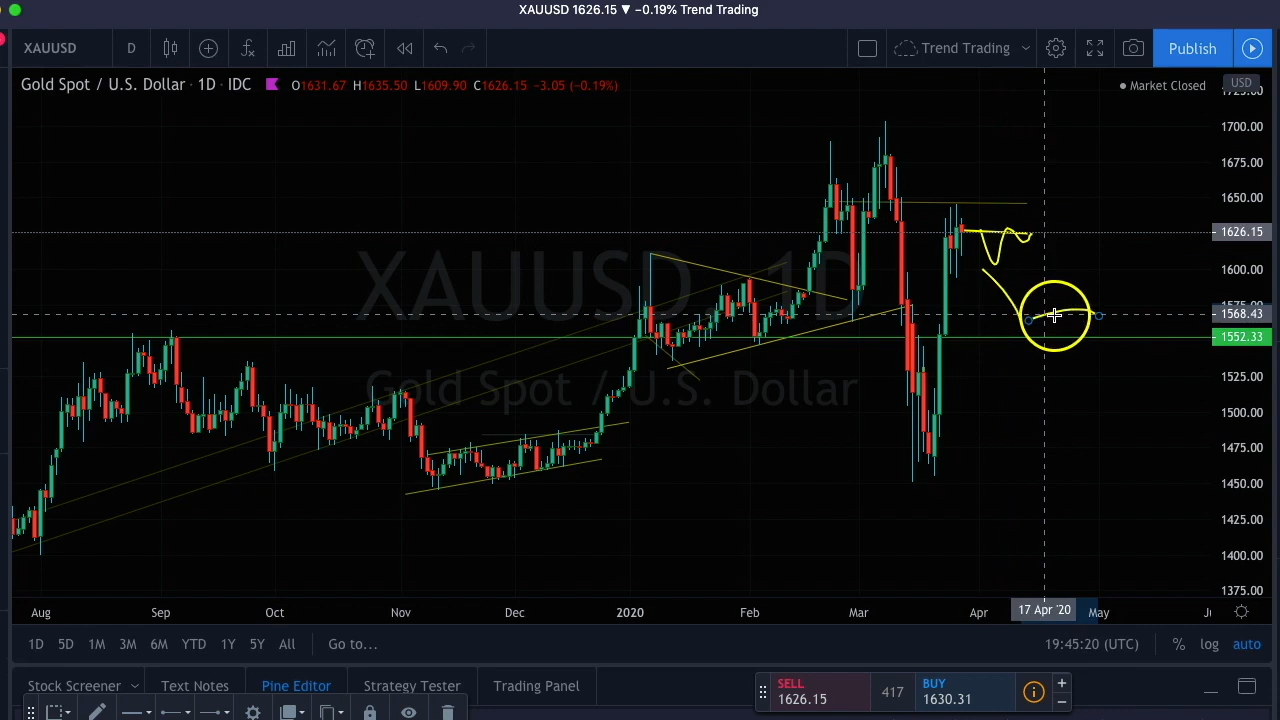 XAUUSD 1626.15 ▼ −0.19% Trend Trading
XAUUSD D Trend Trading Publish
Gold Spot / U.S. Dollar · 1D · IDC O1631.67 H1635.50 L1609.90 C1626.15 −3.05 (−0.19%) Market Closed USD
1700.00
1675.00
1650.00
1626.15
1600.00
1568.43
1552.33
1525.00
1500.00
1475.00
1450.00
1425.00
1400.00
1375.00
XAUUSD 1D
Gold Spot / U.S. Dollar
Aug Sep Oct Nov Dec 2020 Feb Mar Apr 17 Apr '20 May
1D 5D 1M 3M 6M YTD 1Y 5Y All Go to... 19:45:20 (UTC) % log auto
Stock Screener Text Notes Pine Editor Strategy Tester Trading Panel
SELL
1626.15
417
BUY
1630.31